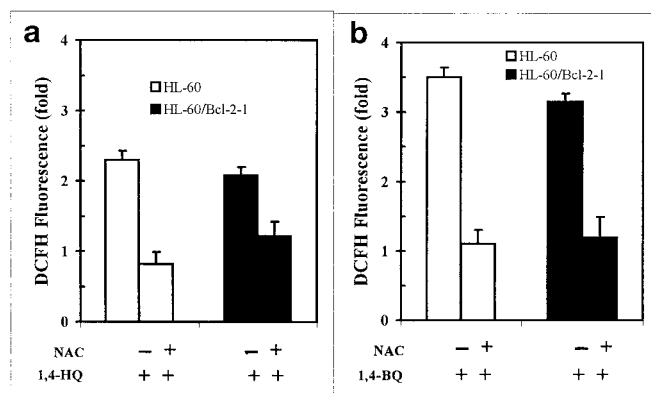 a
4
3
2
1
0
DCFH Fluorescence (fold)
HL-60
HL-60/Bcl-2-1
NAC − + − +
1,4-HQ + + + +
b
4
3
2
1
0
DCFH Fluorescence (fold)
HL-60
HL-60/Bcl-2-1
NAC − + − +
1,4-BQ + + + +